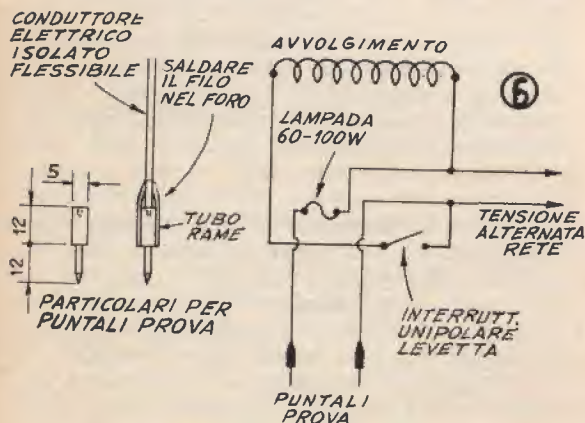 CONDUTTORE
ELETTRICO
ISOLATO
FLESSIBILE
SALDARE
IL FILO
NEL FORO
5
12
12
TUBO
RAME
PARTICOLARI PER
PUNTALI PROVA
AVVOLGIMENTO
6
LAMPADA
60-100W
TENSIONE
ALTERNATA
RETE
INTERRUTT.
UNIPOLARE
LEVETTA
PUNTALI
PROVA